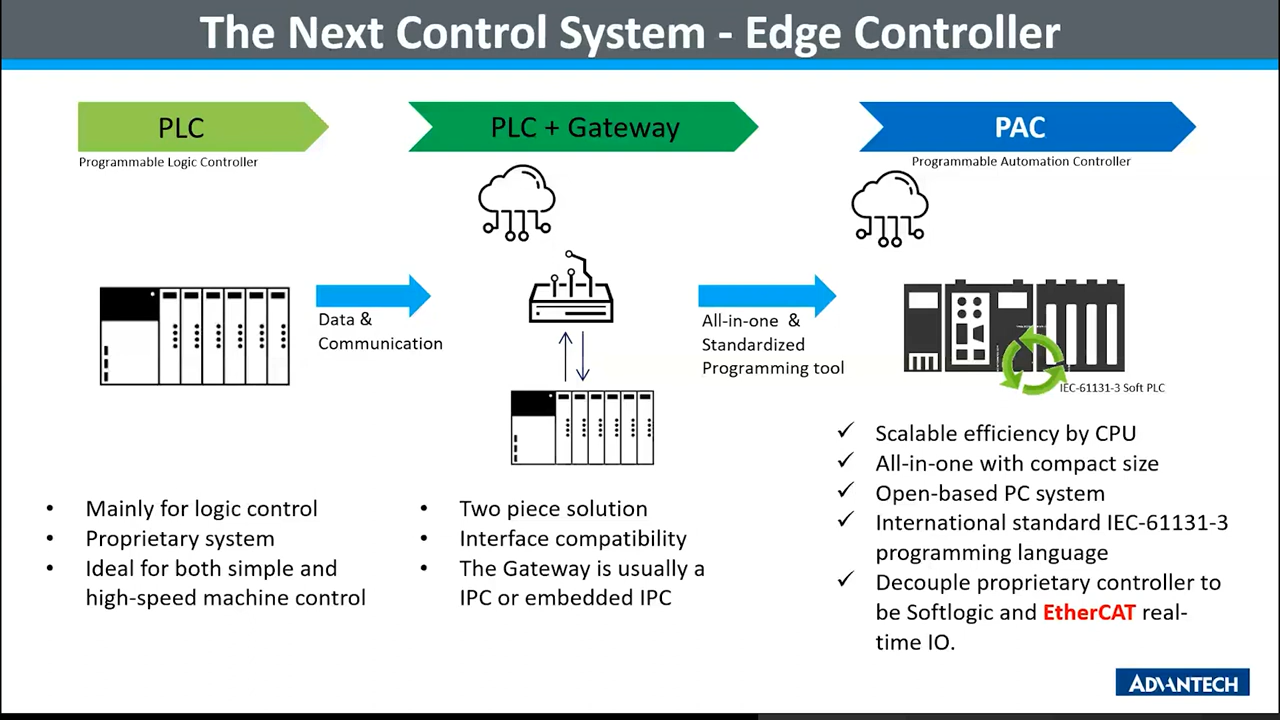 The Next Control System - Edge Controller
PLC
Programmable Logic Controller
PLC + Gateway
PAC
Programmable Automation Controller
Data &
Communication
All-in-one &
Standardized
Programming tool
IEC-61131-3 Soft PLC
• Mainly for logic control
• Proprietary system
• Ideal for both simple and
high-speed machine control
• Two piece solution
• Interface compatibility
• The Gateway is usually a
IPC or embedded IPC
✓ Scalable efficiency by CPU
✓ All-in-one with compact size
✓ Open-based PC system
✓ International standard IEC-61131-3
programming language
✓ Decouple proprietary controller to
be Softlogic and EtherCAT real-
time IO.
ADVANTECH